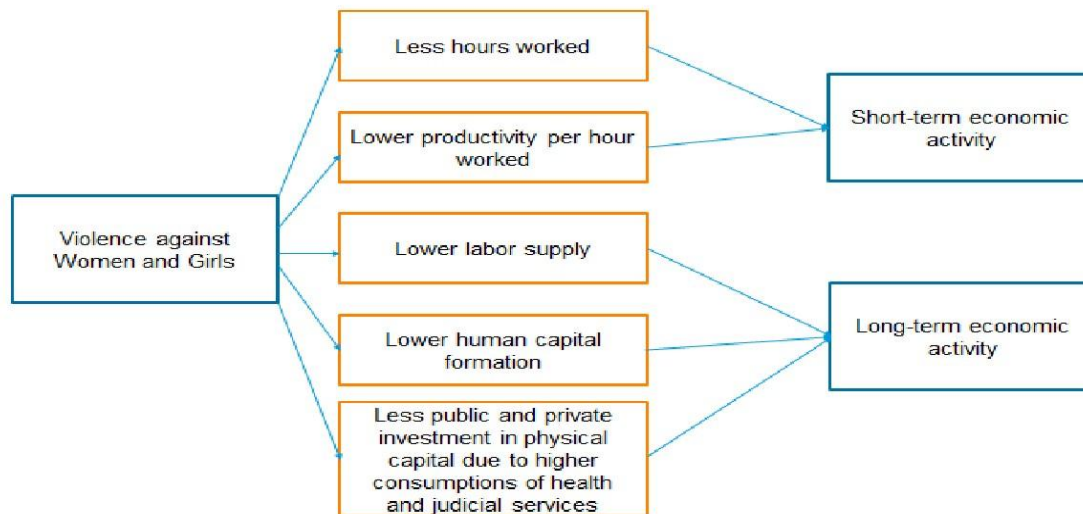 Less hours worked
Lower productivity per hour
worked
Short-term economic
activity
Violence against
Women and Girls
Lower labor supply
Lower human capital
formation
Long-term economic
activity
Less public and private
investment in physical
capital due to higher
consumptions of health
and judicial services